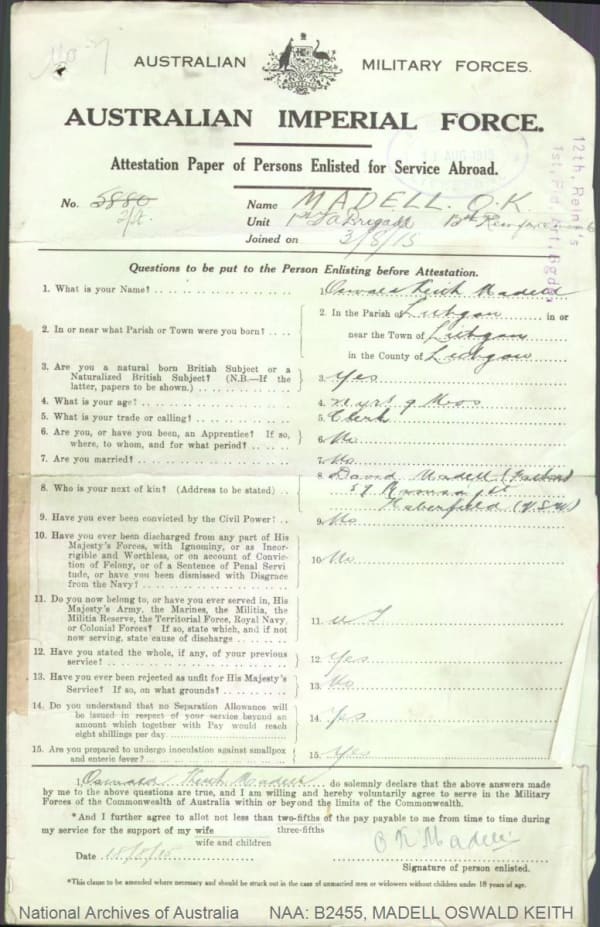 AUSTRALIAN MILITARY FORCES.
AUSTRALIAN IMPERIAL FORCE.
Attestation Paper of Persons Enlisted for Service Abroad.
12th. Reinf's
1st. F'd. Art. Bgde.
No. 5880 Name MADELL. O.K.
Unit 1st FA Brigade 12th Reinforcements
Joined on 3/8/15
Questions to be put to the Person Enlisting before Attestation.
1. What is your Name? 1. Oswald Keith Madell
2. In or near what Parish or Town were you born? 2. In the Parish of Lithgow in or
near the Town of Lithgow
in the County of Lithgow
3. Are you a natural born British Subject or a
Naturalized British Subject? (N.B.—If the
latter, papers to be shown.) 3. Yes
4. What is your age? 4. yrs 9 Mos
5. What is your trade or calling? 5. Clerk
6. Are you, or have you been, an Apprentice? If so,
where, to whom, and for what period? 6. No
7. Are you married? 7. No
8. Who is your next of kin? (Address to be stated) 8. David Madell (Father)
59 St
Haberfield (N.S.W)
9. Have you ever been convicted by the Civil Power? 9. No
10. Have you ever been discharged from any part of His
Majesty's Forces, with Ignominy, or as Incor-
rigible and Worthless, or on account of Convic-
tion of Felony, or of a Sentence of Penal Servi
tude, or have you been dismissed with Disgrace
from the Navy? 10. No
11. Do you now belong to, or have you ever served in, His
Majesty's Army, the Marines, the Militia, the
Militia Reserve, the Territorial Force, Royal Navy,
or Colonial Forces? If so, state which, and if not
now serving, state cause of discharge 11.
12. Have you stated the whole, if any, of your previous
service? 12. Yes
13. Have you ever been rejected as unfit for His Majesty's
Service? If so, on what grounds? 13. No
14. Do you understand that no Separation Allowance will
be issued in respect of your service beyond an
amount which together with Pay would reach
eight shillings per day 14. Yes
15. Are you prepared to undergo inoculation against smallpox
and enteric fever? 15. Yes
I, Oswald Keith Madell do solemnly declare that the above answers made
by me to the above questions are true, and I am willing and hereby voluntarily agree to serve in the Military
Forces of the Commonwealth of Australia within or beyond the limits of the Commonwealth.
*And I further agree to allot not less than two-fifths of the pay payable to me from time to time during
three-fifths
my service for the support of my wife
wife and children
O K Madell
Date
Signature of person enlisted.
*This clause to be amended where necessary and should be struck out in the case of unmarried men or widowers without children under 18 years of age.
National Archives of Australia NAA: B2455, MADELL OSWALD KEITH